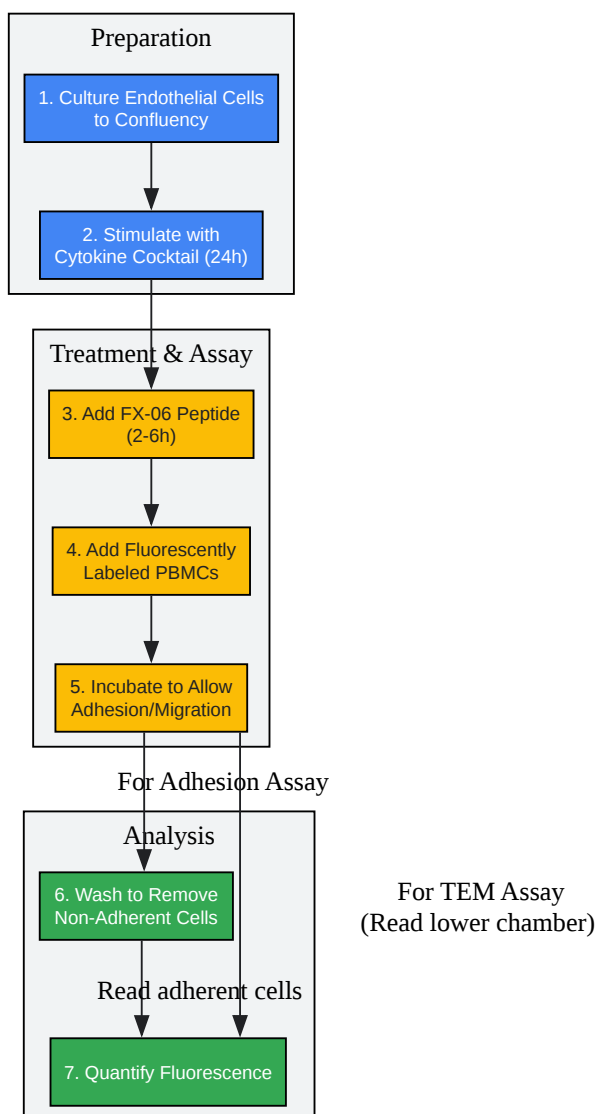 Preparation
1. Culture Endothelial Cells
to Confluency
2. Stimulate with
Cytokine Cocktail (24h)
Treatment & Assay
3. Add FX-06 Peptide
(2-6h)
4. Add Fluorescently
Labeled PBMCs
5. Incubate to Allow
Adhesion/Migration
For Adhesion Assay
Analysis
6. Wash to Remove
Non-Adherent Cells
For TEM Assay
(Read lower chamber)
Read adherent cells
7. Quantify Fluorescence